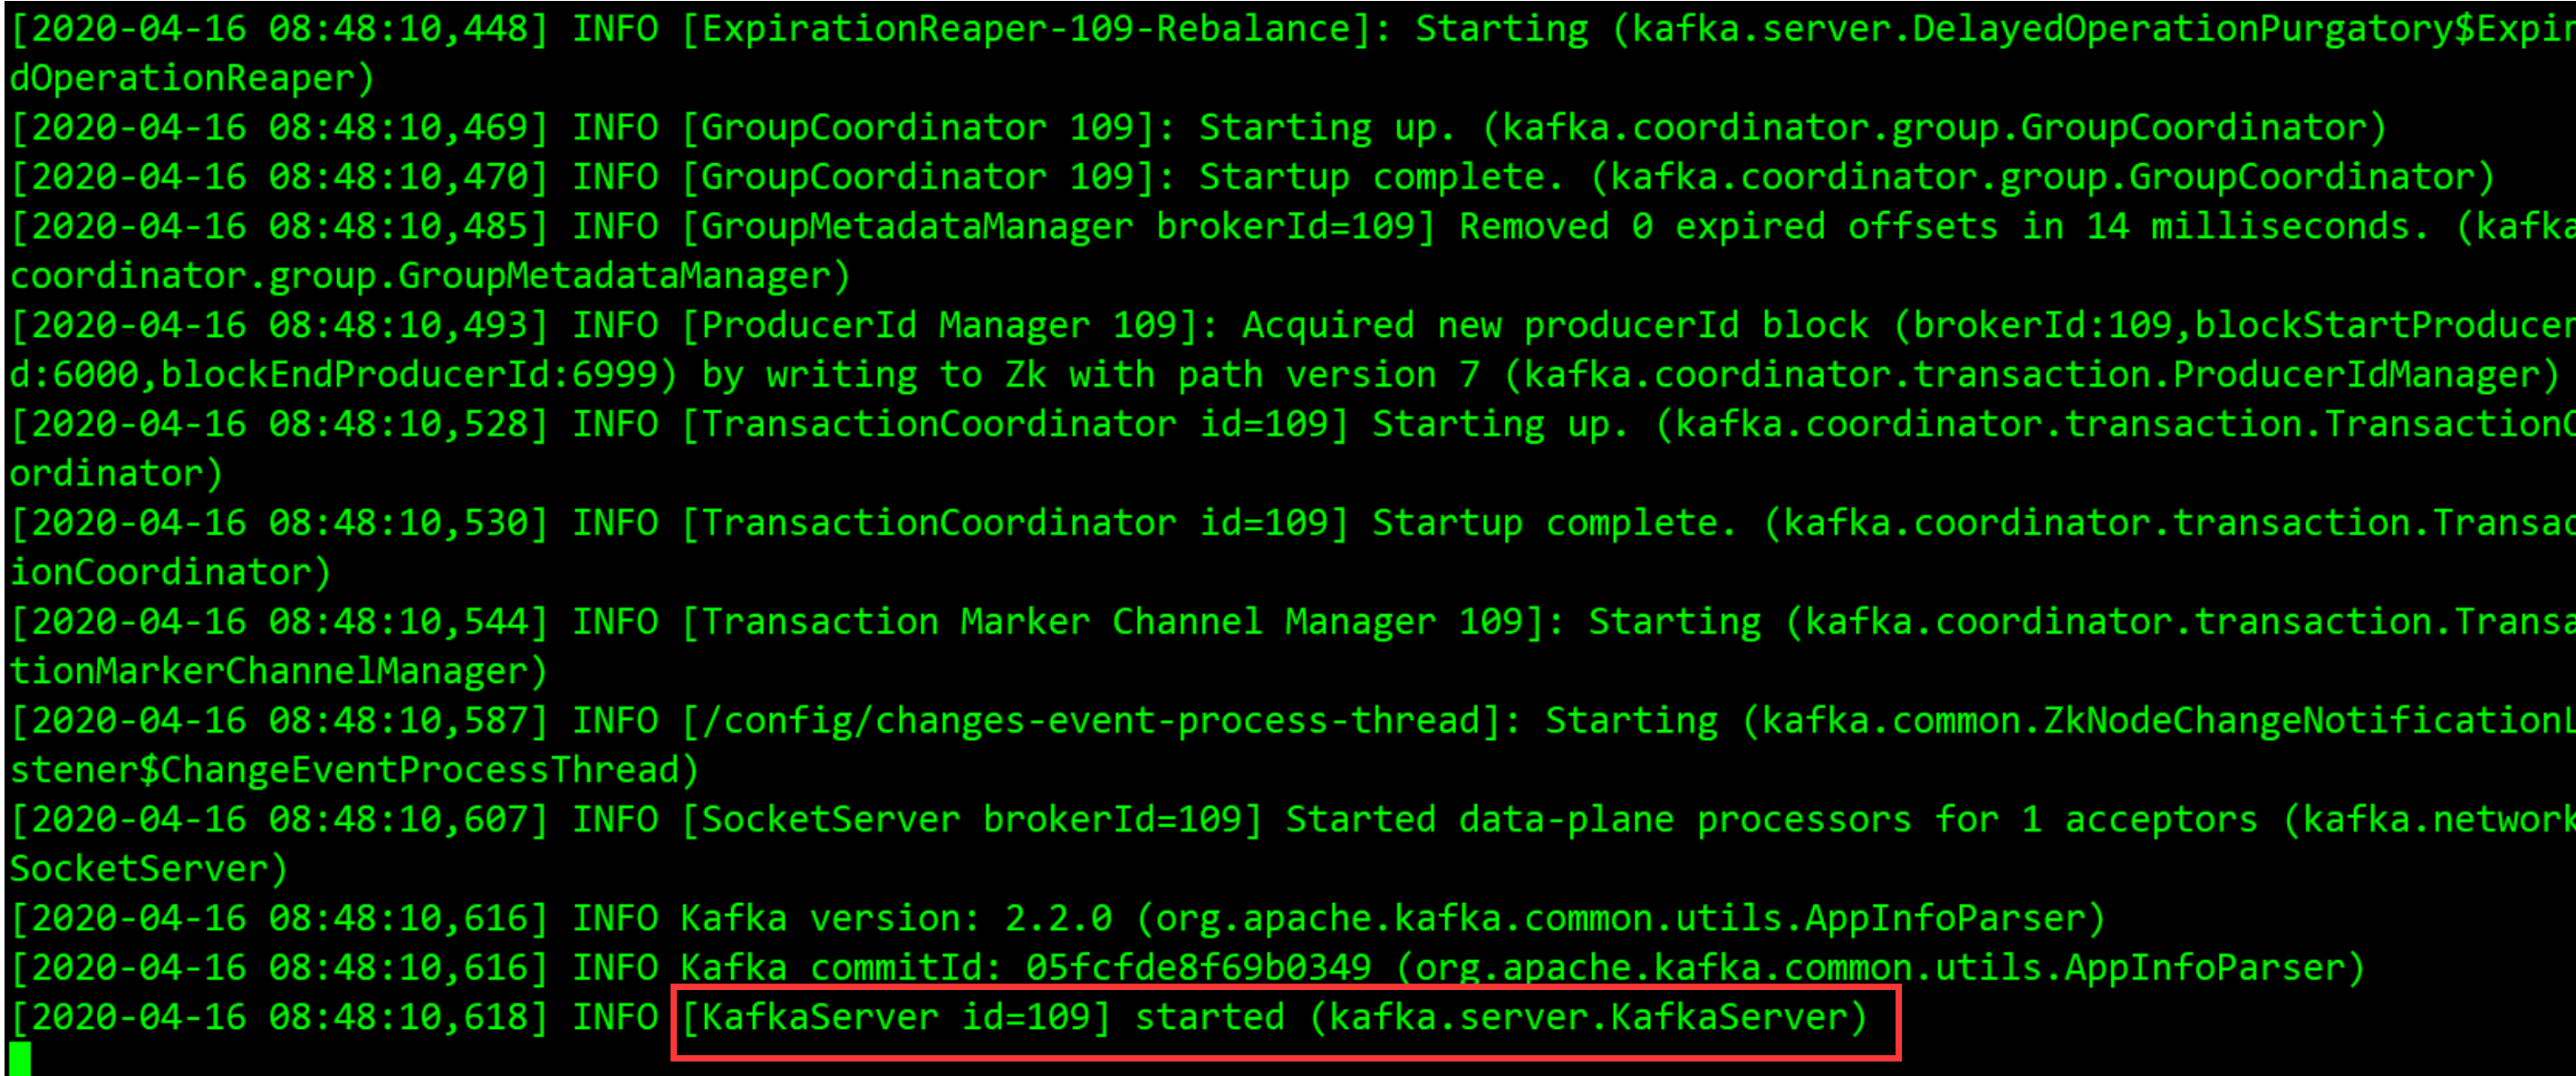 [2020-04-16 08:48:10,448] INFO [ExpirationReaper-109-Rebalance]: Starting (kafka.server.DelayedOperationPurgatory$Expir
dOperationReaper)
[2020-04-16 08:48:10,469] INFO [GroupCoordinator 109]: Starting up. (kafka.coordinator.group.GroupCoordinator)
[2020-04-16 08:48:10,470] INFO [GroupCoordinator 109]: Startup complete. (kafka.coordinator.group.GroupCoordinator)
[2020-04-16 08:48:10,485] INFO [GroupMetadataManager brokerId=109] Removed 0 expired offsets in 14 milliseconds. (kafka
coordinator.group.GroupMetadataManager)
[2020-04-16 08:48:10,493] INFO [ProducerId Manager 109]: Acquired new producerId block (brokerId:109,blockStartProducer
d:6000,blockEndProducerId:6999) by writing to Zk with path version 7 (kafka.coordinator.transaction.ProducerIdManager)
[2020-04-16 08:48:10,528] INFO [TransactionCoordinator id=109] Starting up. (kafka.coordinator.transaction.TransactionC
ordinator)
[2020-04-16 08:48:10,530] INFO [TransactionCoordinator id=109] Startup complete. (kafka.coordinator.transaction.Transac
ionCoordinator)
[2020-04-16 08:48:10,544] INFO [Transaction Marker Channel Manager 109]: Starting (kafka.coordinator.transaction.Transa
tionMarkerChannelManager)
[2020-04-16 08:48:10,587] INFO [/config/changes-event-process-thread]: Starting (kafka.common.ZkNodeChangeNotificationL
stener$ChangeEventProcessThread)
[2020-04-16 08:48:10,607] INFO [SocketServer brokerId=109] Started data-plane processors for 1 acceptors (kafka.network
SocketServer)
[2020-04-16 08:48:10,616] INFO Kafka version: 2.2.0 (org.apache.kafka.common.utils.AppInfoParser)
[2020-04-16 08:48:10,616] INFO Kafka commitId: 05fcfde8f69b0349 (org.apache.kafka.common.utils.AppInfoParser)
[2020-04-16 08:48:10,618] INFO [KafkaServer id=109] started (kafka.server.KafkaServer)